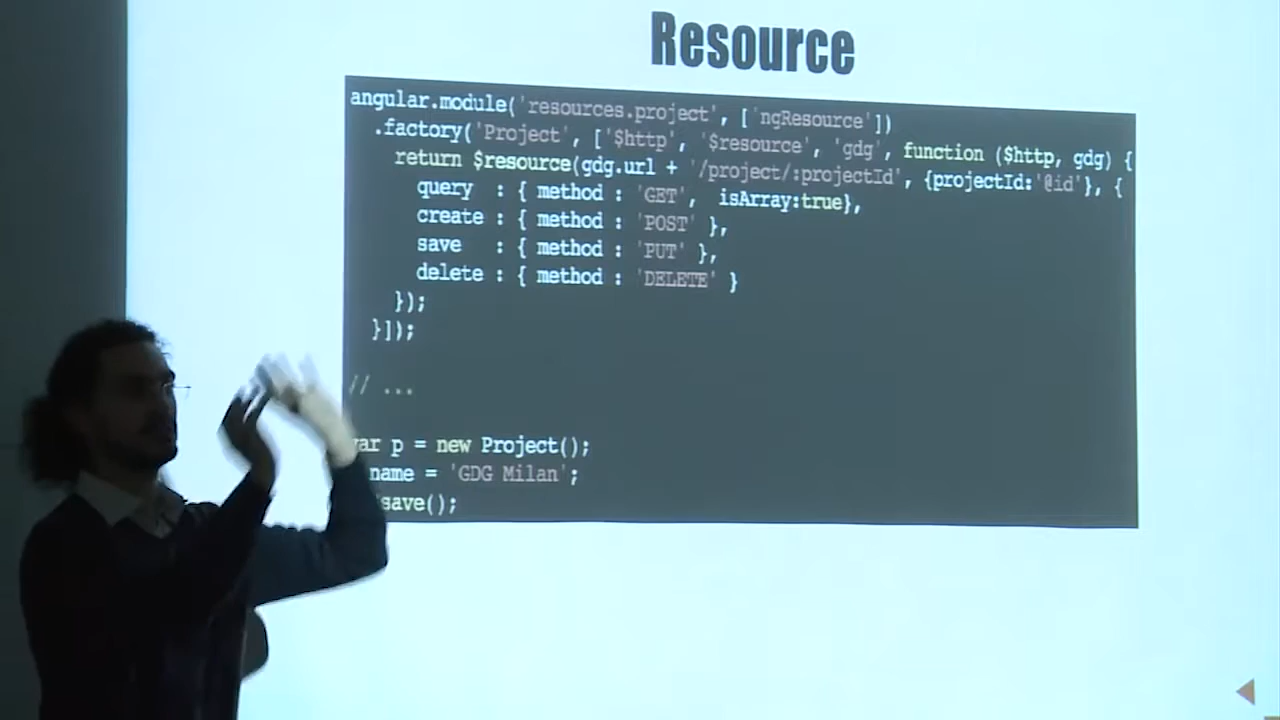 Resource
angular.module('resources.project', ['ngResource'])
.factory('Project', ['$http', '$resource', 'gdg', function ($http, gdg) {
return $resource(gdg.url + '/project/:projectId', {projectId:'@id'}, {
query : { method : 'GET', isArray:true},
create : { method : 'POST' },
save : { method : 'PUT' },
delete : { method : 'DELETE' }
});
}]);
// ...
var p = new Project();
name = 'GDG Milan';
save();